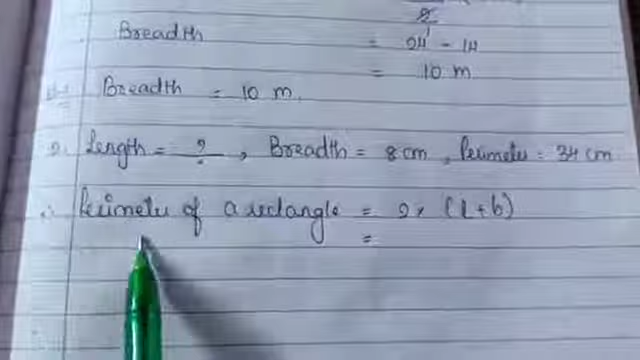 Breadth = 24 - 14
= 10 m
Breadth = 10 m.
2. Length = ?, Breadth = 8 cm, Perimeter = 34 cm
∴ Perimeter of a rectangle = 2 × (l + b)
=